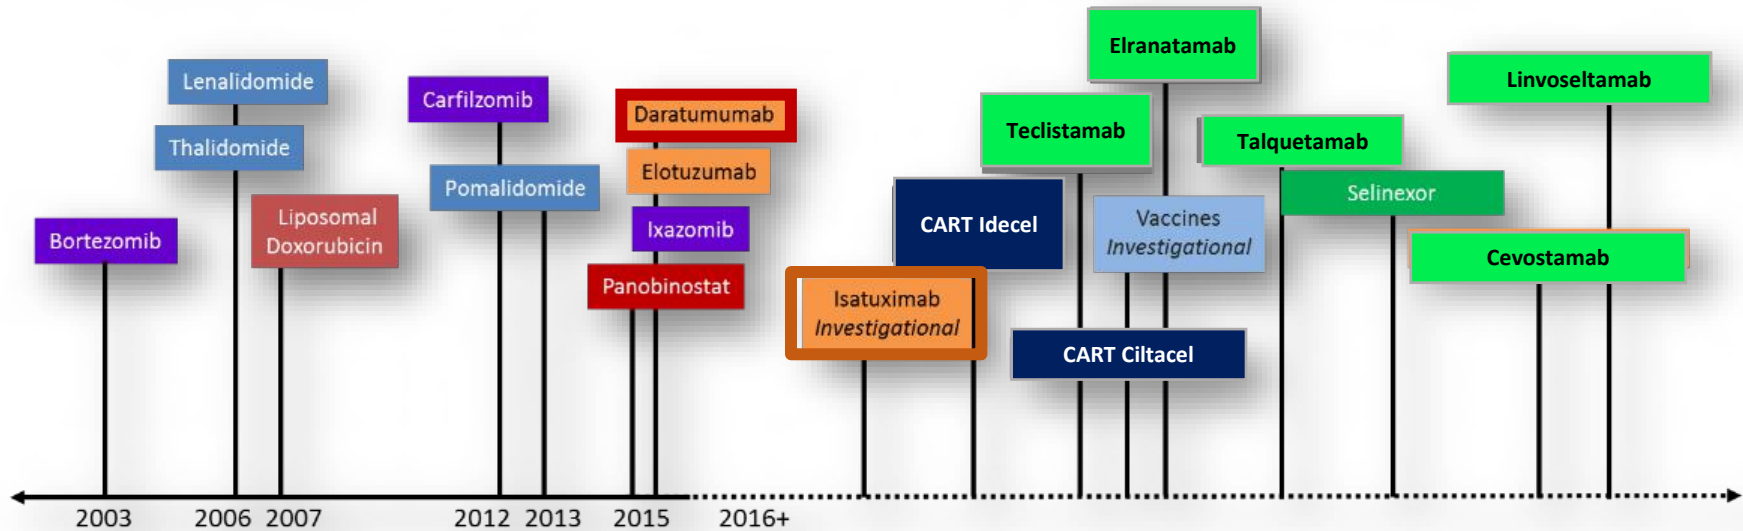 Elranatamab
Lenalidomide
Linvoseltamab
Carfilzomib
Daratumumab
Teclistamab
Talquetamab
Thalidomide
Elotuzumab
Pomalidomide
Selinexor
Liposomal
Doxorubicin
CART Idecel
Vaccines
Investigational
Bortezomib
Ixazomib
Cevostamab
Panobinostat
Isatuximab
Investigational
CART Ciltacel
2003
2006
2007
2012
2013
2015
2016+